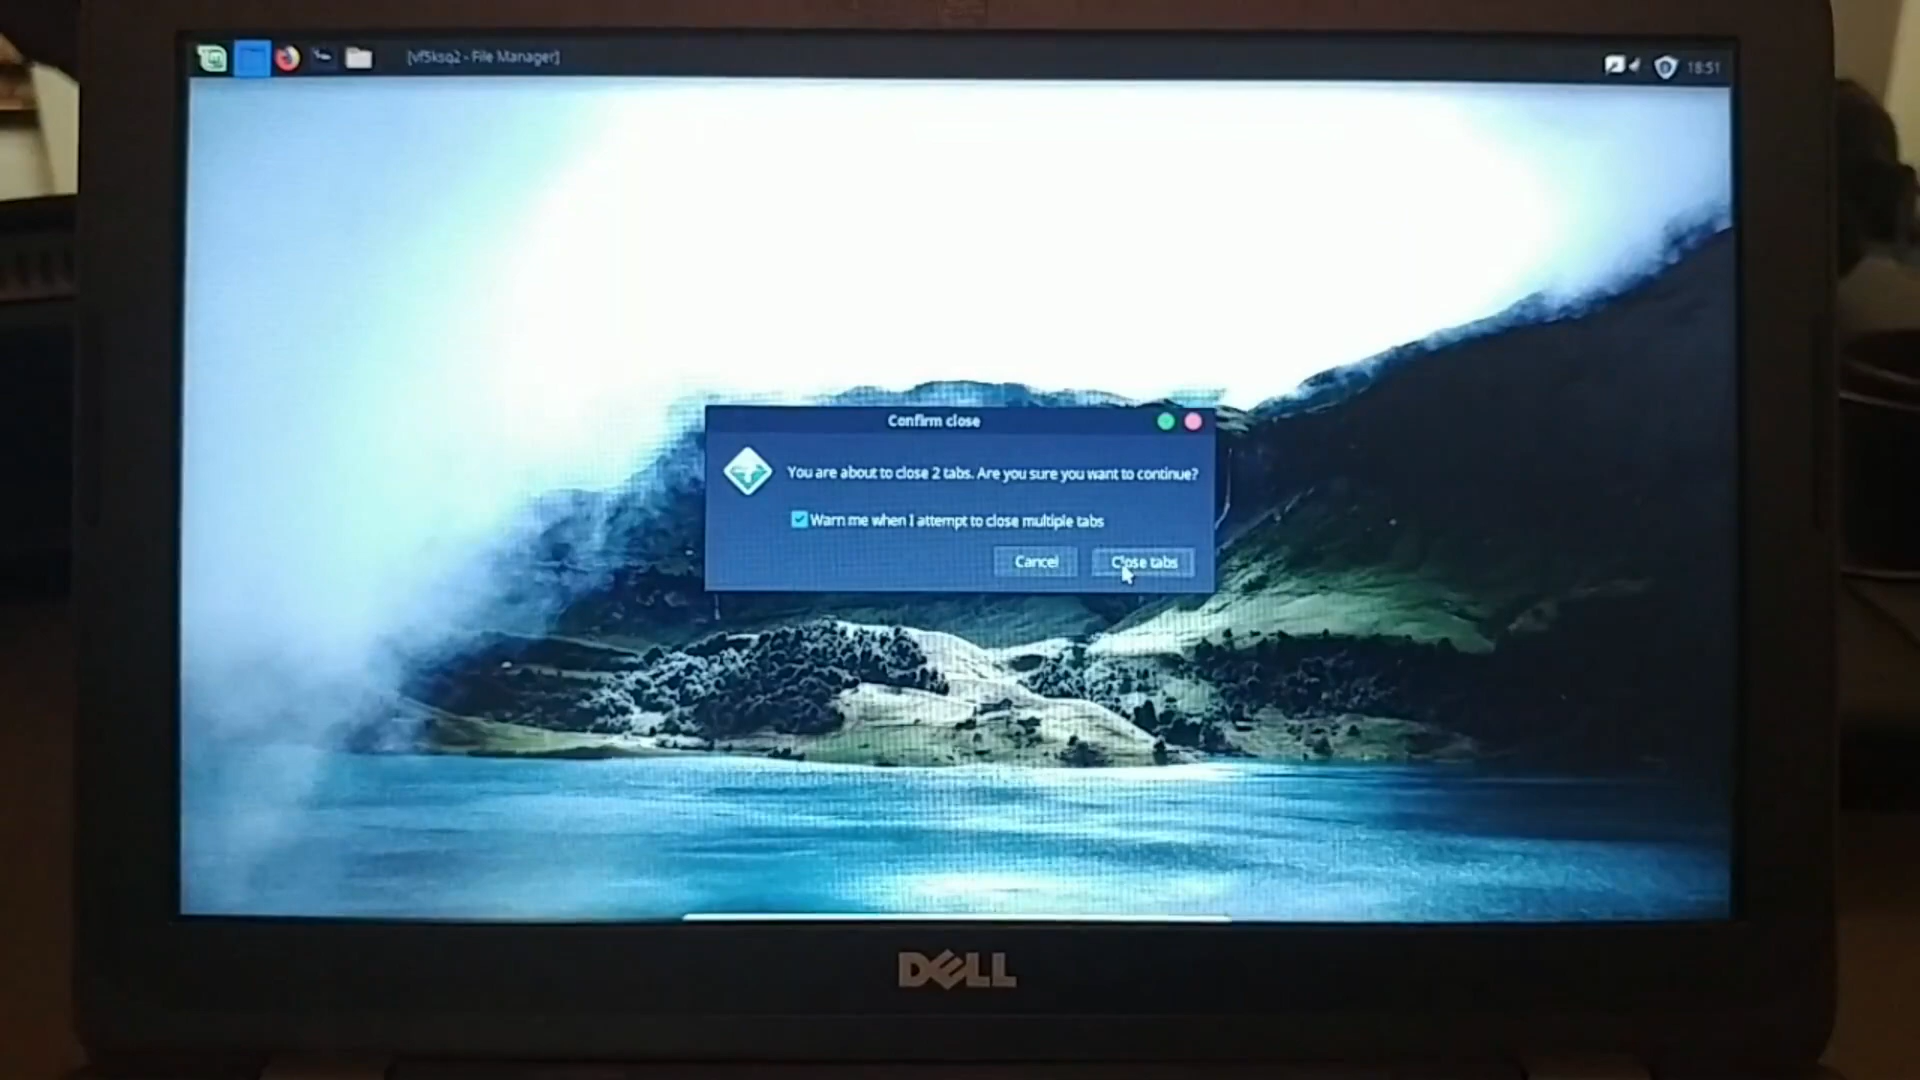 [vf5ksq2 - File Manager]
18:51
Confirm close
You are about to close 2 tabs. Are you sure you want to continue?
Warn me when I attempt to close multiple tabs
Cancel
Close tabs
DELL